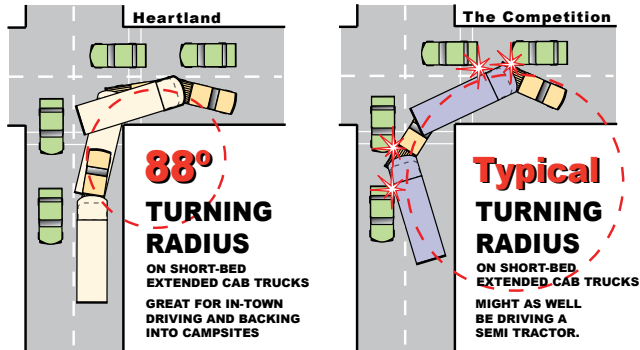 Heartland
88º
TURNING
RADIUS
ON SHORT-BED
EXTENDED CAB TRUCKS
GREAT FOR IN-TOWN
DRIVING AND BACKING
INTO CAMPSITES
The Competition
Typical
TURNING
RADIUS
ON SHORT-BED
EXTENDED CAB TRUCKS
MIGHT AS WELL
BE DRIVING A
SEMI TRACTOR.